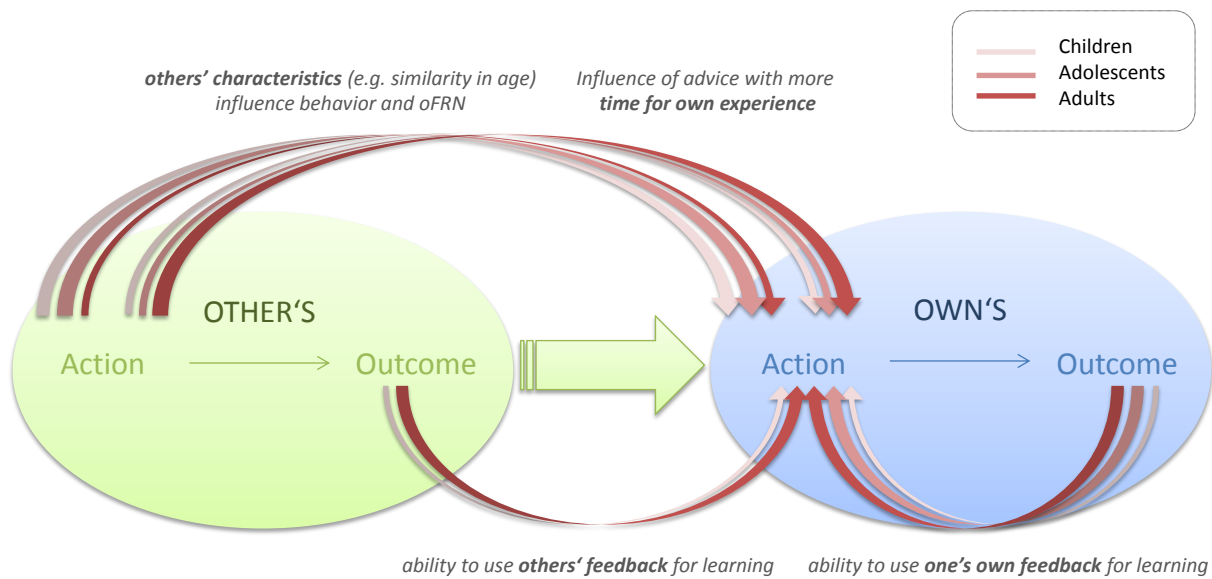 Children
Adolescents
Adults
others' characteristics (e.g. similarity in age)
influence behavior and oFRN
Influence of advice with more
time for own experience
OTHER'S
Action
Outcome
OWN'S
Action
Outcome
ability to use others' feedback for learning
ability to use one's own feedback for learning